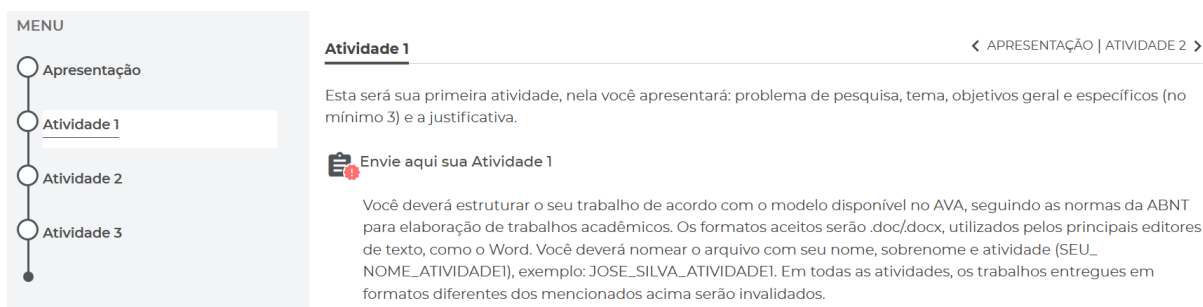 MENU
Apresentação
Atividade 1
Atividade 2
Atividade 3
Atividade 1
APRESENTAÇÃO | ATIVIDADE 2
Esta será sua primeira atividade, nela você apresentará: problema de pesquisa, tema, objetivos geral e específicos (no
mínimo 3) e a justificativa.
Envie aqui sua Atividade 1
Você deverá estruturar o seu trabalho de acordo com o modelo disponível no AVA, seguindo as normas da ABNT
para elaboração de trabalhos acadêmicos. Os formatos aceitos serão .doc/.docx, utilizados pelos principais editores
de texto, como o Word. Você deverá nomear o arquivo com seu nome, sobrenome e atividade (SEU_
NOME_ATIVIDADE1), exemplo: JOSE_SILVA_ATIVIDADE1. Em todas as atividades, os trabalhos entregues em
formatos diferentes dos mencionados acima serão invalidados.